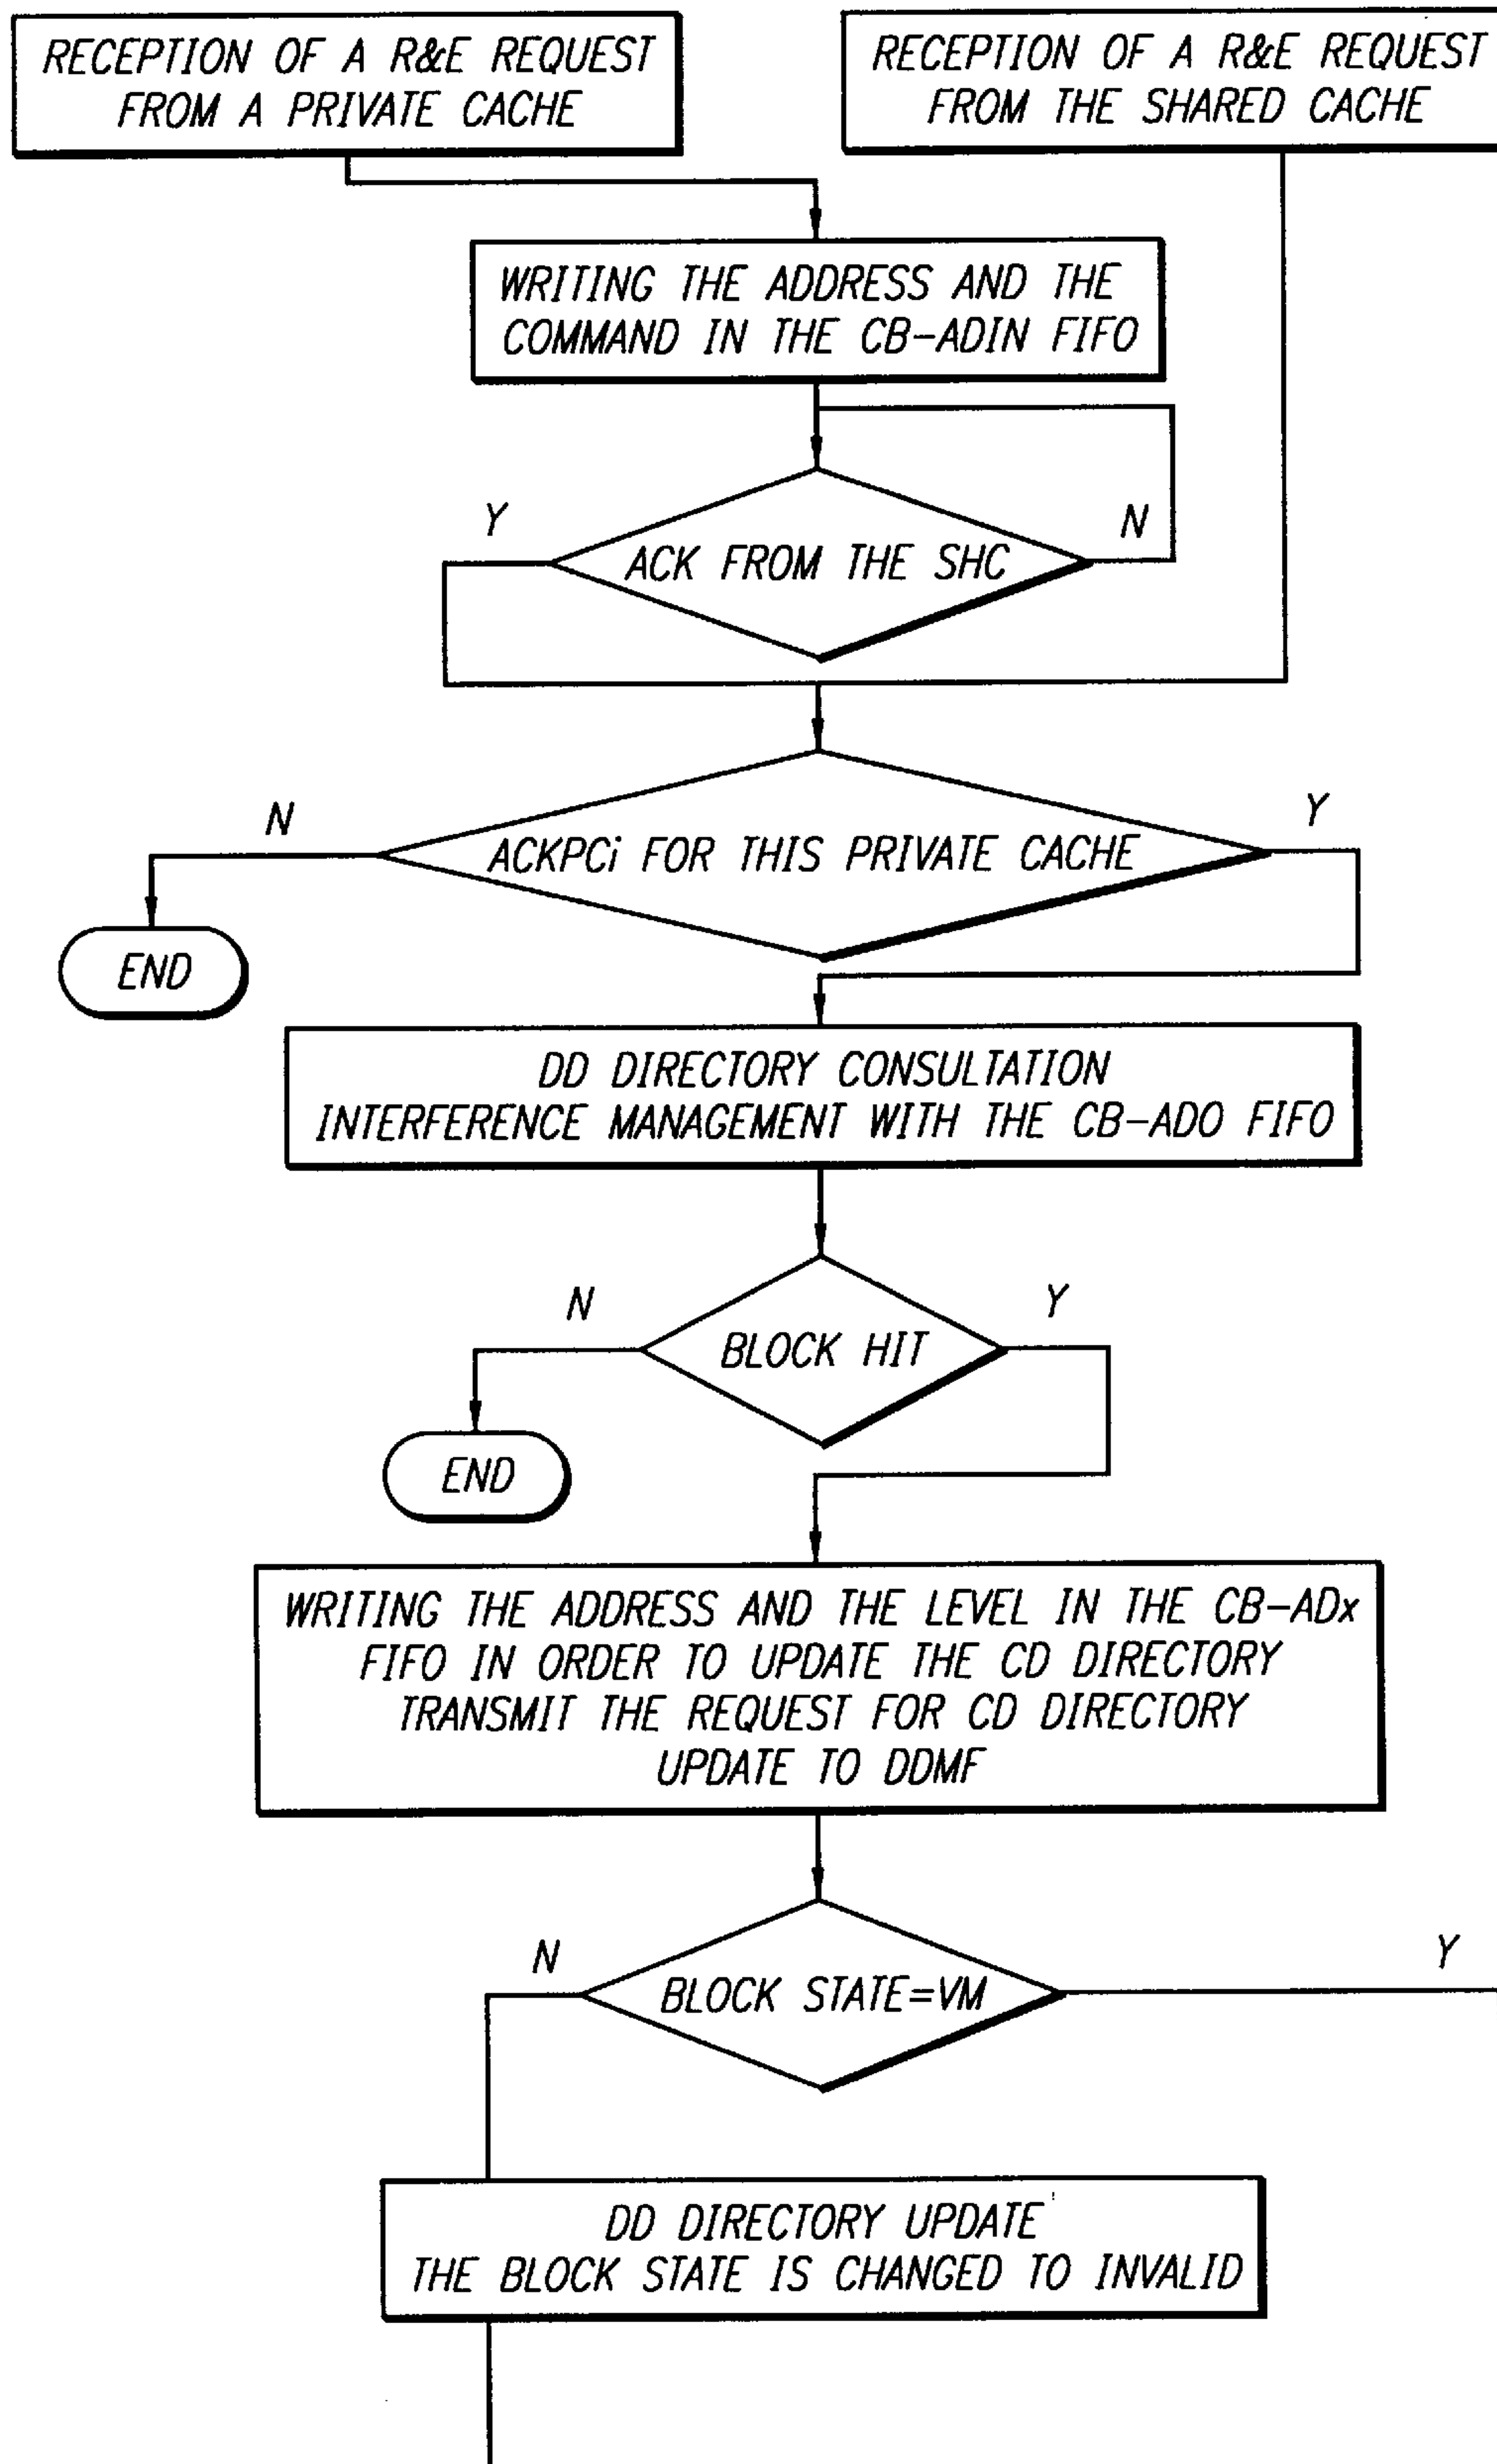 RECEPTION OF A R&E REQUEST
FROM A PRIVATE CACHE
RECEPTION OF A R&E REQUEST
FROM THE SHARED CACHE
WRITING THE ADDRESS AND THE
COMMAND IN THE CB-ADIN FIFO
Y
N
ACK FROM THE SHC
N
Y
ACKPCi FOR THIS PRIVATE CACHE
END
DD DIRECTORY CONSULTATION
INTERFERENCE MANAGEMENT WITH THE CB-ADO FIFO
N
Y
BLOCK HIT
END
WRITING THE ADDRESS AND THE LEVEL IN THE CB-ADx
FIFO IN ORDER TO UPDATE THE CD DIRECTORY
TRANSMIT THE REQUEST FOR CD DIRECTORY
UPDATE TO DDMF
N
Y
BLOCK STATE=VM
DD DIRECTORY UPDATE
THE BLOCK STATE IS CHANGED TO INVALID